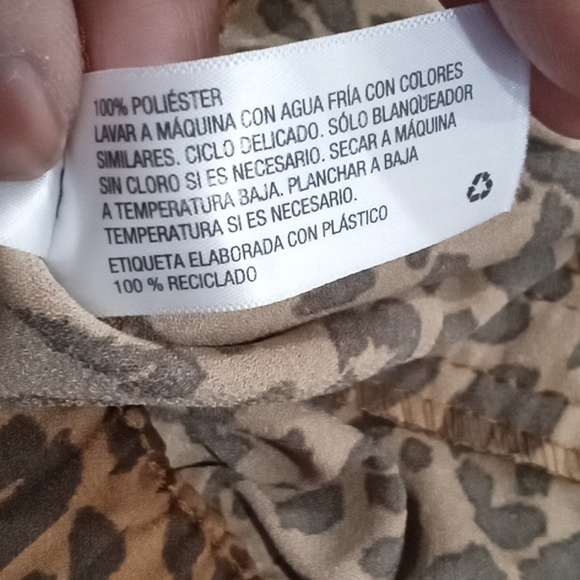 100% POLIÉSTER
LAVAR A MÁQUINA CON AGUA FRÍA CON COLORES
SIMILARES. CICLO DELICADO. SÓLO BLANQUEADOR
SIN CLORO SI ES NECESARIO. SECAR A MÁQUINA
A TEMPERATURA BAJA. PLANCHAR A BAJA
TEMPERATURA SI ES NECESARIO.
ETIQUETA ELABORADA CON PLÁSTICO
100 % RECICLADO